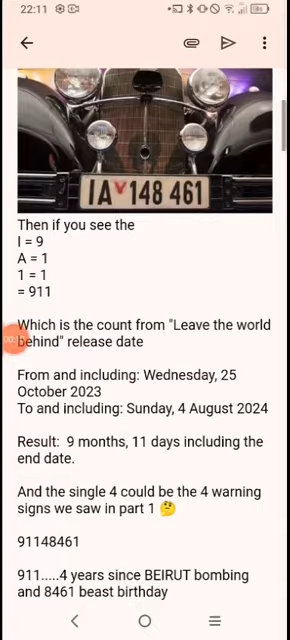 22:11
IA 148 461
Then if you see the
I = 9
A = 1
1 = 1
= 911
Which is the count from "Leave the world
behind" release date
From and including: Wednesday, 25
October 2023
To and including: Sunday, 4 August 2024
Result:  9 months, 11 days including the
end date.
And the single 4 could be the 4 warning
signs we saw in part 1 🤔
91148461
911.....4 years since BEIRUT bombing
and 8461 beast birthday